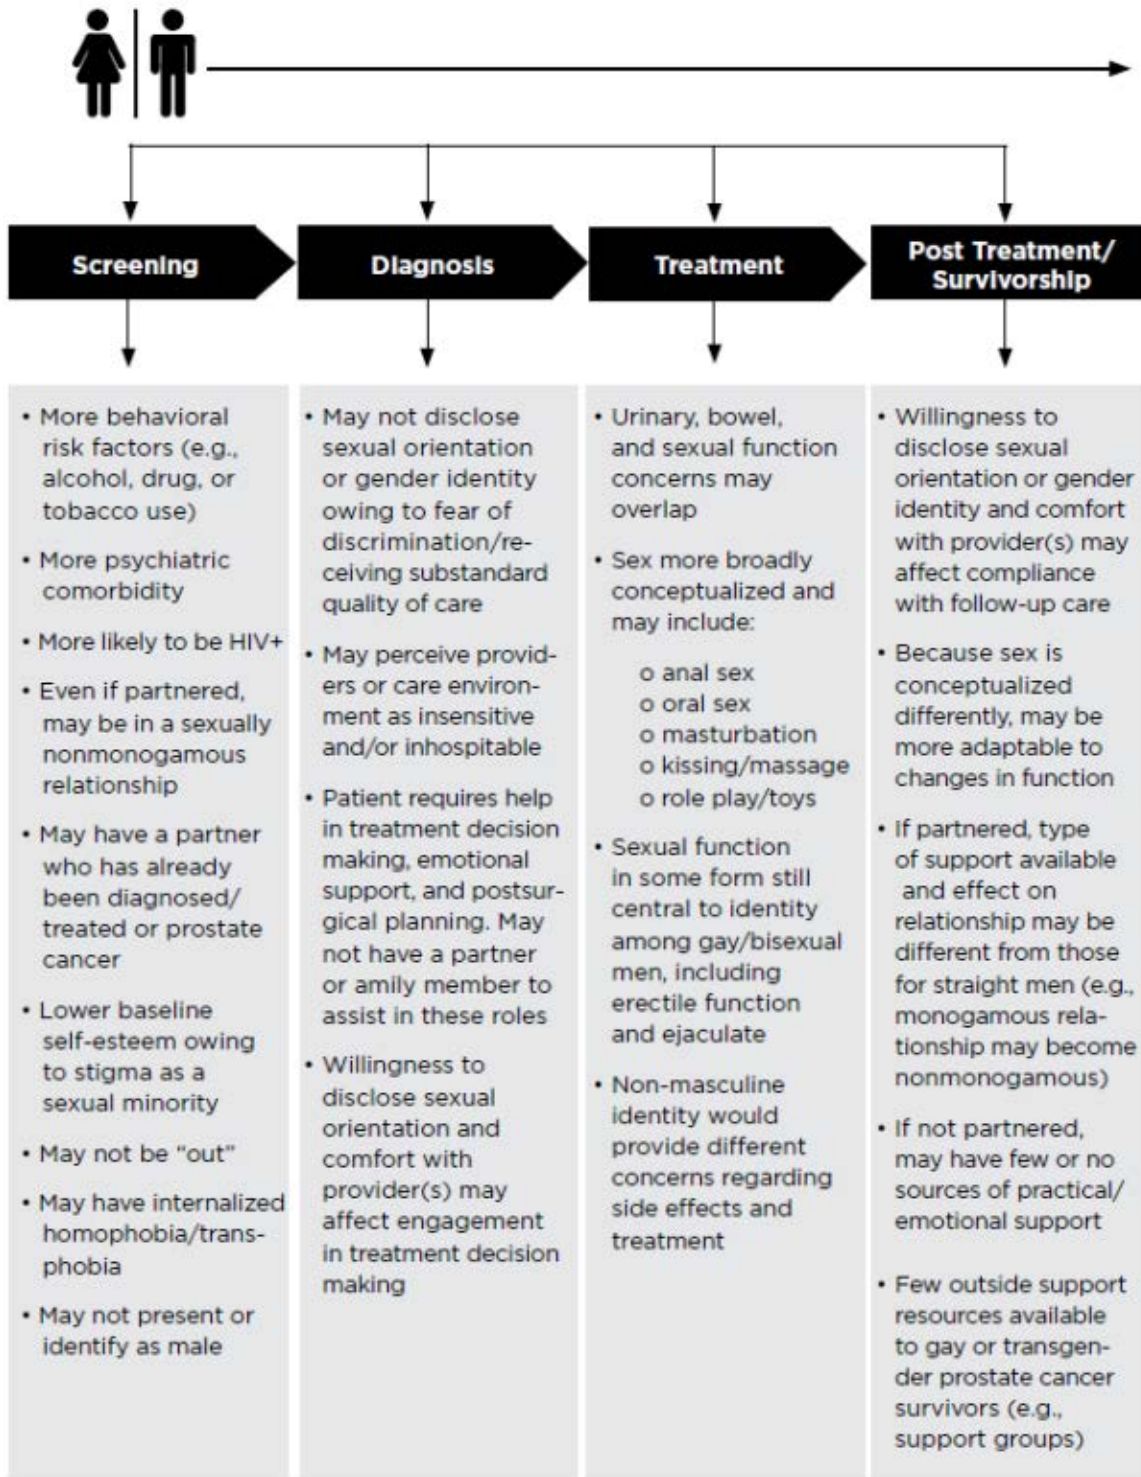 Screening
Diagnosis
Treatment
Post Treatment/
Survivorship
• More behavioral
risk factors (e.g.,
alcohol, drug, or
tobacco use)
• More psychiatric
comorbidity
• More likely to be HIV+
• Even if partnered,
may be in a sexually
nonmonogamous
relationship
• May have a partner
who has already
been diagnosed/
treated or prostate
cancer
• Lower baseline
self-esteem owing
to stigma as a
sexual minority
• May not be “out”
• May have internalized
homophobia/trans-
phobia
• May not present or
identify as male
• May not disclose
sexual orientation
or gender identity
owing to fear of
discrimination/re-
ceiving substandard
quality of care
• May perceive provid-
ers or care environ-
ment as insensitive
and/or inhospitable
• Patient requires help
in treatment decision
making, emotional
support, and postsur-
gical planning. May
not have a partner
or amily member to
assist in these roles
• Willingness to
disclose sexual
orientation and
comfort with
provider(s) may
affect engagement
in treatment decision
making
• Urinary, bowel,
and sexual function
concerns may
overlap
• Sex more broadly
conceptualized and
may include:
o anal sex
o oral sex
o masturbation
o kissing/massage
o role play/toys
• Sexual function
in some form still
central to identity
among gay/bisexual
men, including
erectile function
and ejaculate
• Non-masculine
identity would
provide different
concerns regarding
side effects and
treatment
• Willingness to
disclose sexual
orientation or gender
identity and comfort
with provider(s) may
affect compliance
with follow-up care
• Because sex is
conceptualized
differently, may be
more adaptable to
changes in function
• If partnered, type
of support available
and effect on
relationship may be
different from those
for straight men (e.g.,
monogamous rela-
tionship may become
nonmonogamous)
• If not partnered,
may have few or no
sources of practical/
emotional support
• Few outside support
resources available
to gay or transgen-
der prostate cancer
survivors (e.g.,
support groups)